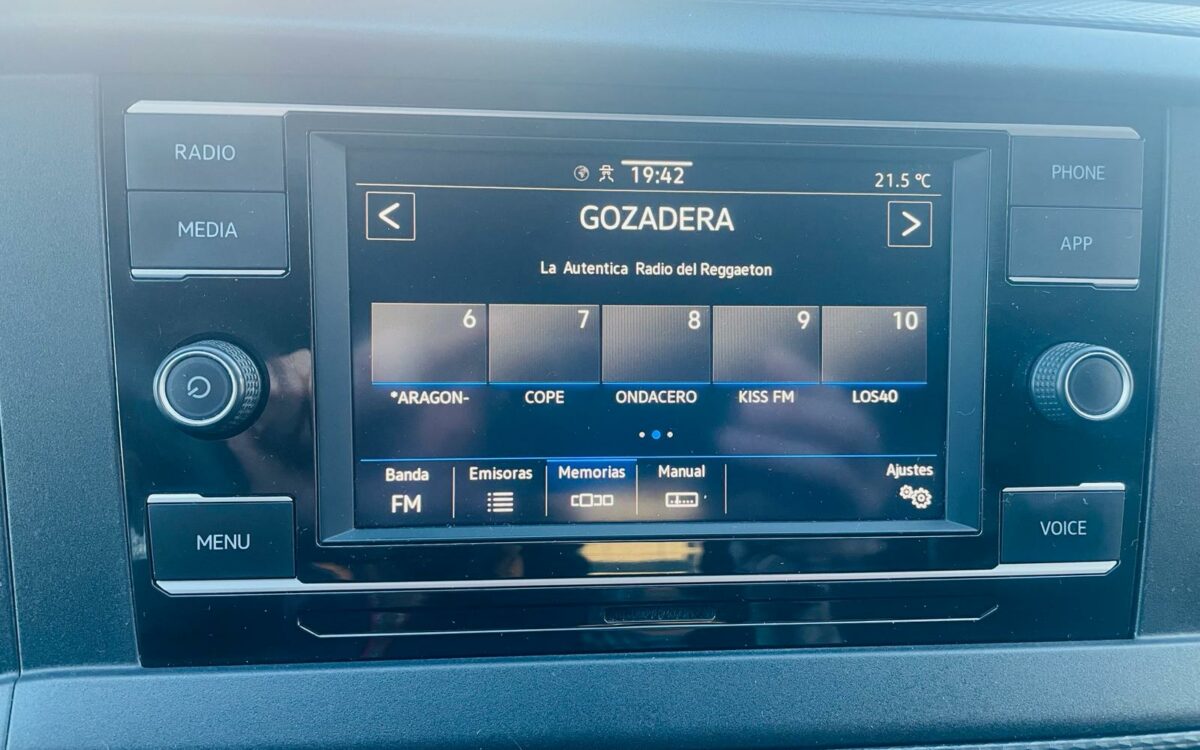 RADIO
MEDIA
MENU
19:42
21.5 °C
<
GOZADERA
>
La Autentica Radio del Reggaeton
6 7 8 9 10
*ARAGON- COPE ONDACERO KISS FM LOS40
Banda Emisoras Memorias Manual Ajustes
FM
PHONE
APP
VOICE